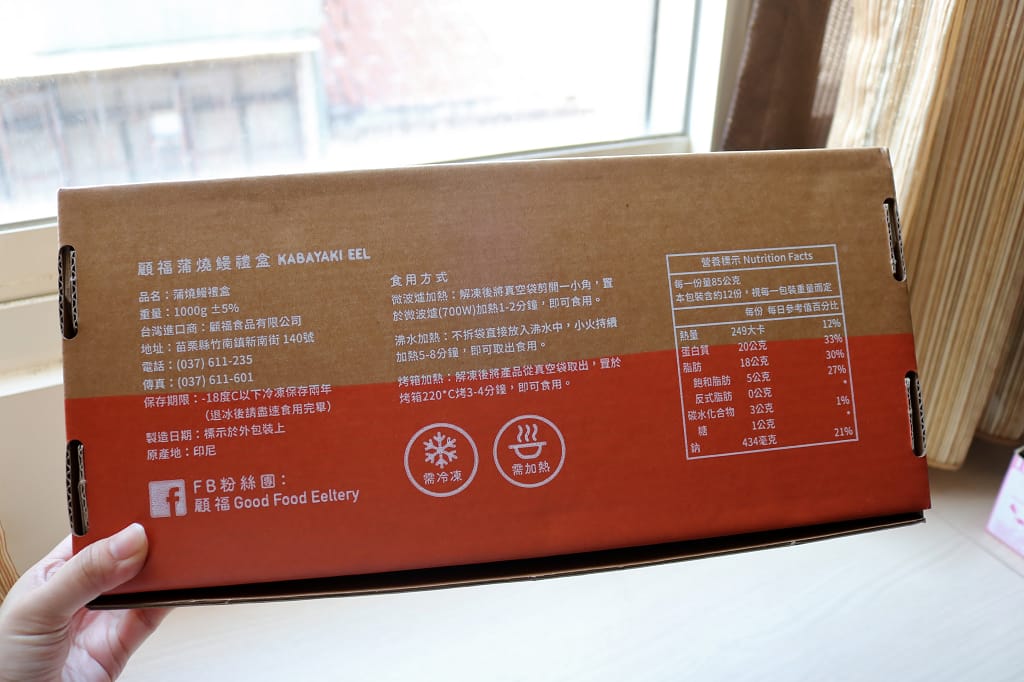 顧福蒲燒鰻禮盒 KABAYAKI EEL
品名：蒲燒鰻禮盒
重量：1000g ±5%
台灣進口商：顧福食品有限公司
地址：苗栗縣竹南鎮新南街 140號
電話：(037) 611-235
傳真：(037) 611-601
保存期限：-18度C以下冷凍保存兩年
（退冰後請盡速食用完畢）
製造日期：標示於外包裝上
原產地：印尼
f
FB粉絲團：
顧福 Good Food Eeltery
食用方式
微波爐加熱：解凍後將真空袋剪開一小角，置
於微波爐(700W)加熱1-2分鐘，即可食用。
沸水加熱：不拆袋直接放入沸水中，小火持續
加熱5-8分鐘，即可取出食用。
烤箱加熱：解凍後將產品從真空袋取出，置於
烤箱220°C烤3-4分鐘，即可食用。
需冷凍
需加熱
營養標示 Nutrition Facts
每一份量85公克
本包裝含約12份，視每一包裝重量而定
每份 每日參考值百分比
熱量 249大卡 12%
蛋白質 20公克 33%
脂肪 18公克 30%
飽和脂肪 5公克 27%
反式脂肪 0公克 *
碳水化合物 3公克 1%
糖 1公克 *
鈉 434毫克 21%